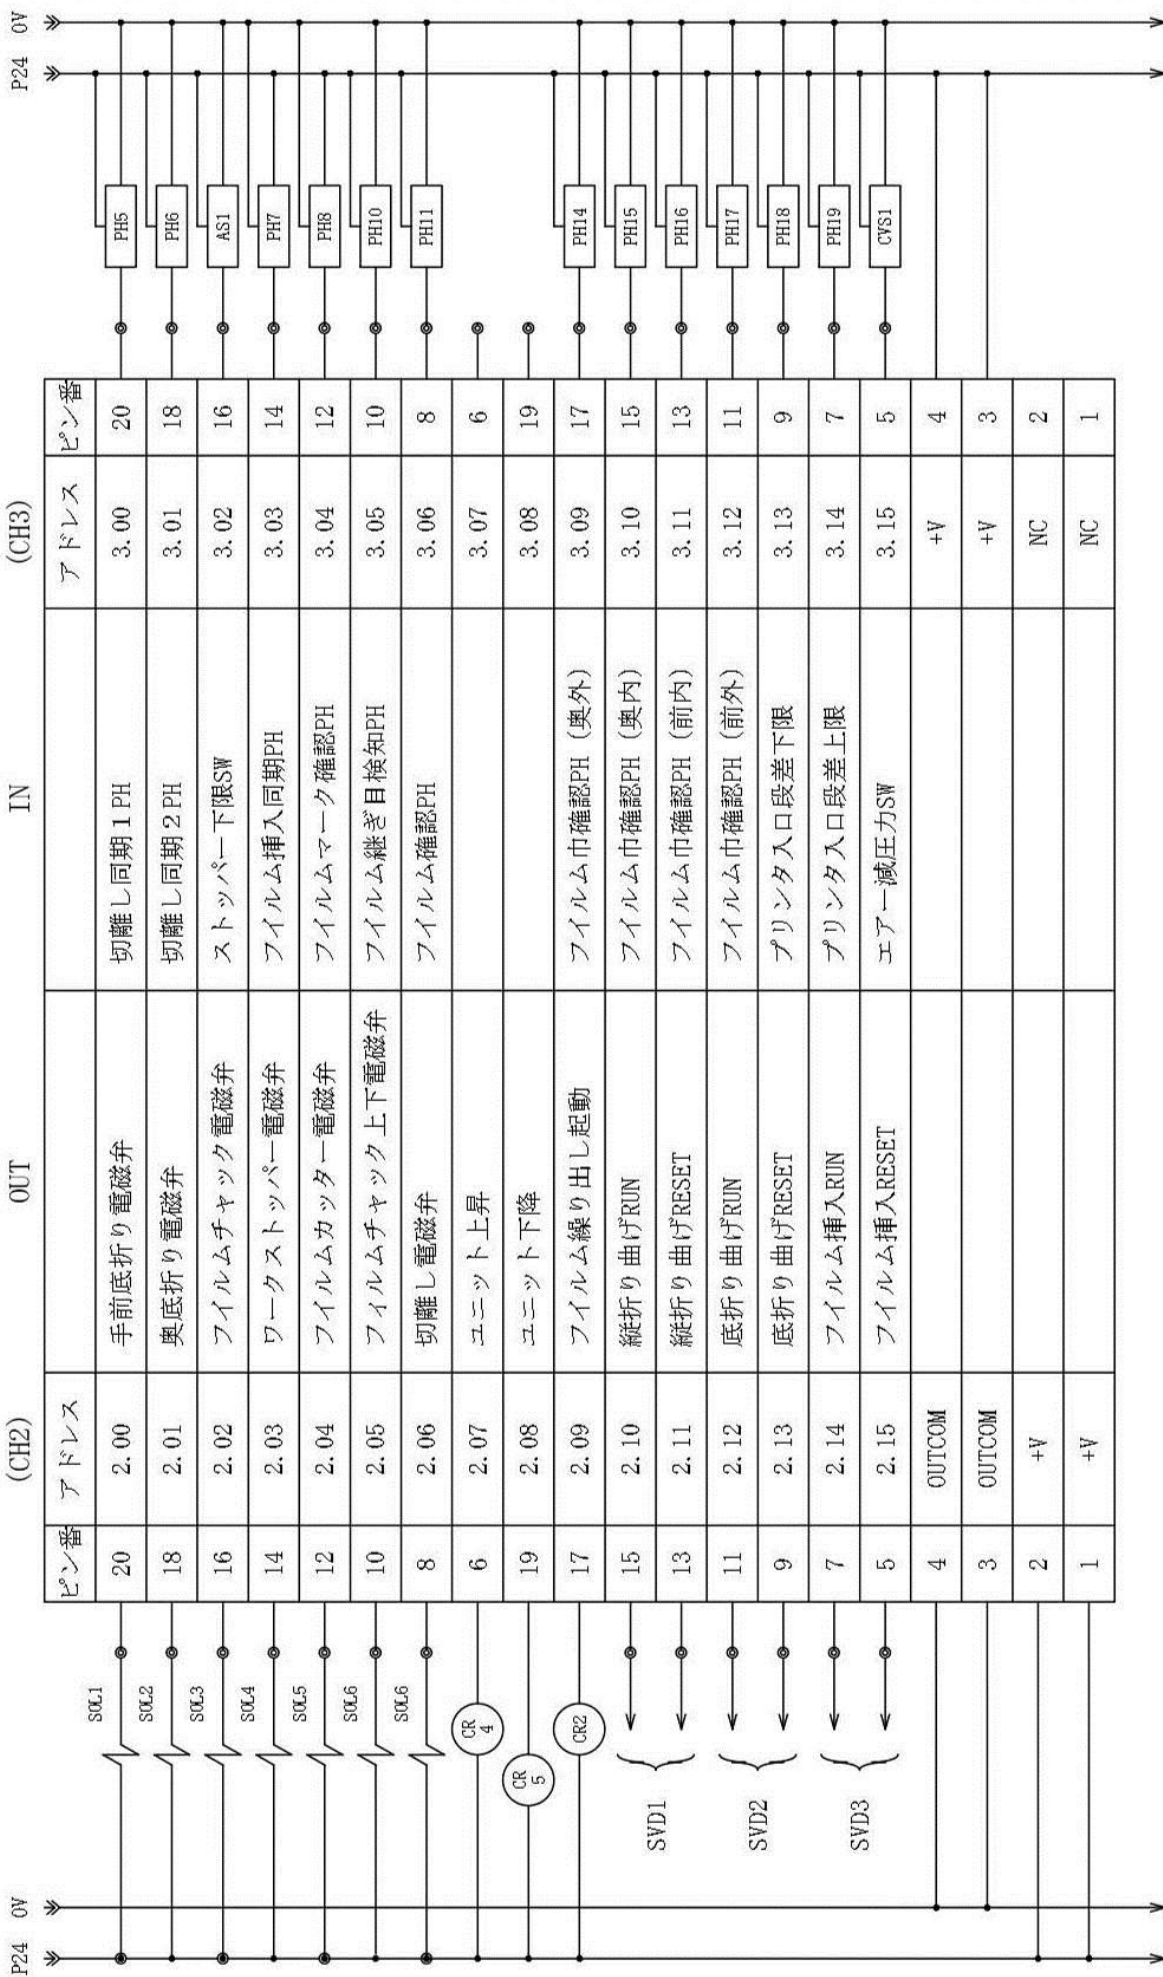 (CH2) OUT IN (CH3)
P24 0V ピン番 アドレス アドレス ピン番 P24 0V
SOL1 20 2.00 手前底折り電磁弁 切離し同期1PH 3.00 20 PH5
SOL2 18 2.01 奥底折り電磁弁 切離し同期2PH 3.01 18 PH6
SOL3 16 2.02 フイルムチャック電磁弁 ストッパー下限SW 3.02 16 AS1
SOL4 14 2.03 ワークストッパー電磁弁 フイルム挿入同期PH 3.03 14 PH7
SOL5 12 2.04 フイルムカッター電磁弁 フイルムマーク確認PH 3.04 12 PH8
SOL6 10 2.05 フィルムチャック上下電磁弁 フイルム継ぎ目検知PH 3.05 10 PH10
SOL6 8 2.06 切離し電磁弁 フイルム確認PH 3.06 8 PH11
CR4 6 2.07 ユニット上昇 3.07 6
CR5 19 2.08 ユニット下降 3.08 19
CR2 17 2.09 フイルム繰り出し起動 フイルム巾確認PH(奥外) 3.09 17 PH14
SVD1 15 2.10 縦折り曲げRUN フイルム巾確認PH(奥内) 3.10 15 PH15
13 2.11 縦折り曲げRESET フイルム巾確認PH(前内) 3.11 13 PH16
SVD2 11 2.12 底折り曲げRUN フイルム巾確認PH(前外) 3.12 11 PH17
9 2.13 底折り曲げRESET プリンタ入口段差下限 3.13 9 PH18
SVD3 7 2.14 フイルム挿入RUN プリンタ入口段差上限 3.14 7 PH19
5 2.15 フイルム挿入RESET エアー減圧力SW 3.15 5 CVS1
4 OUTCOM +V 4
3 OUTCOM +V 3
2 +V NC 2
1 +V NC 1